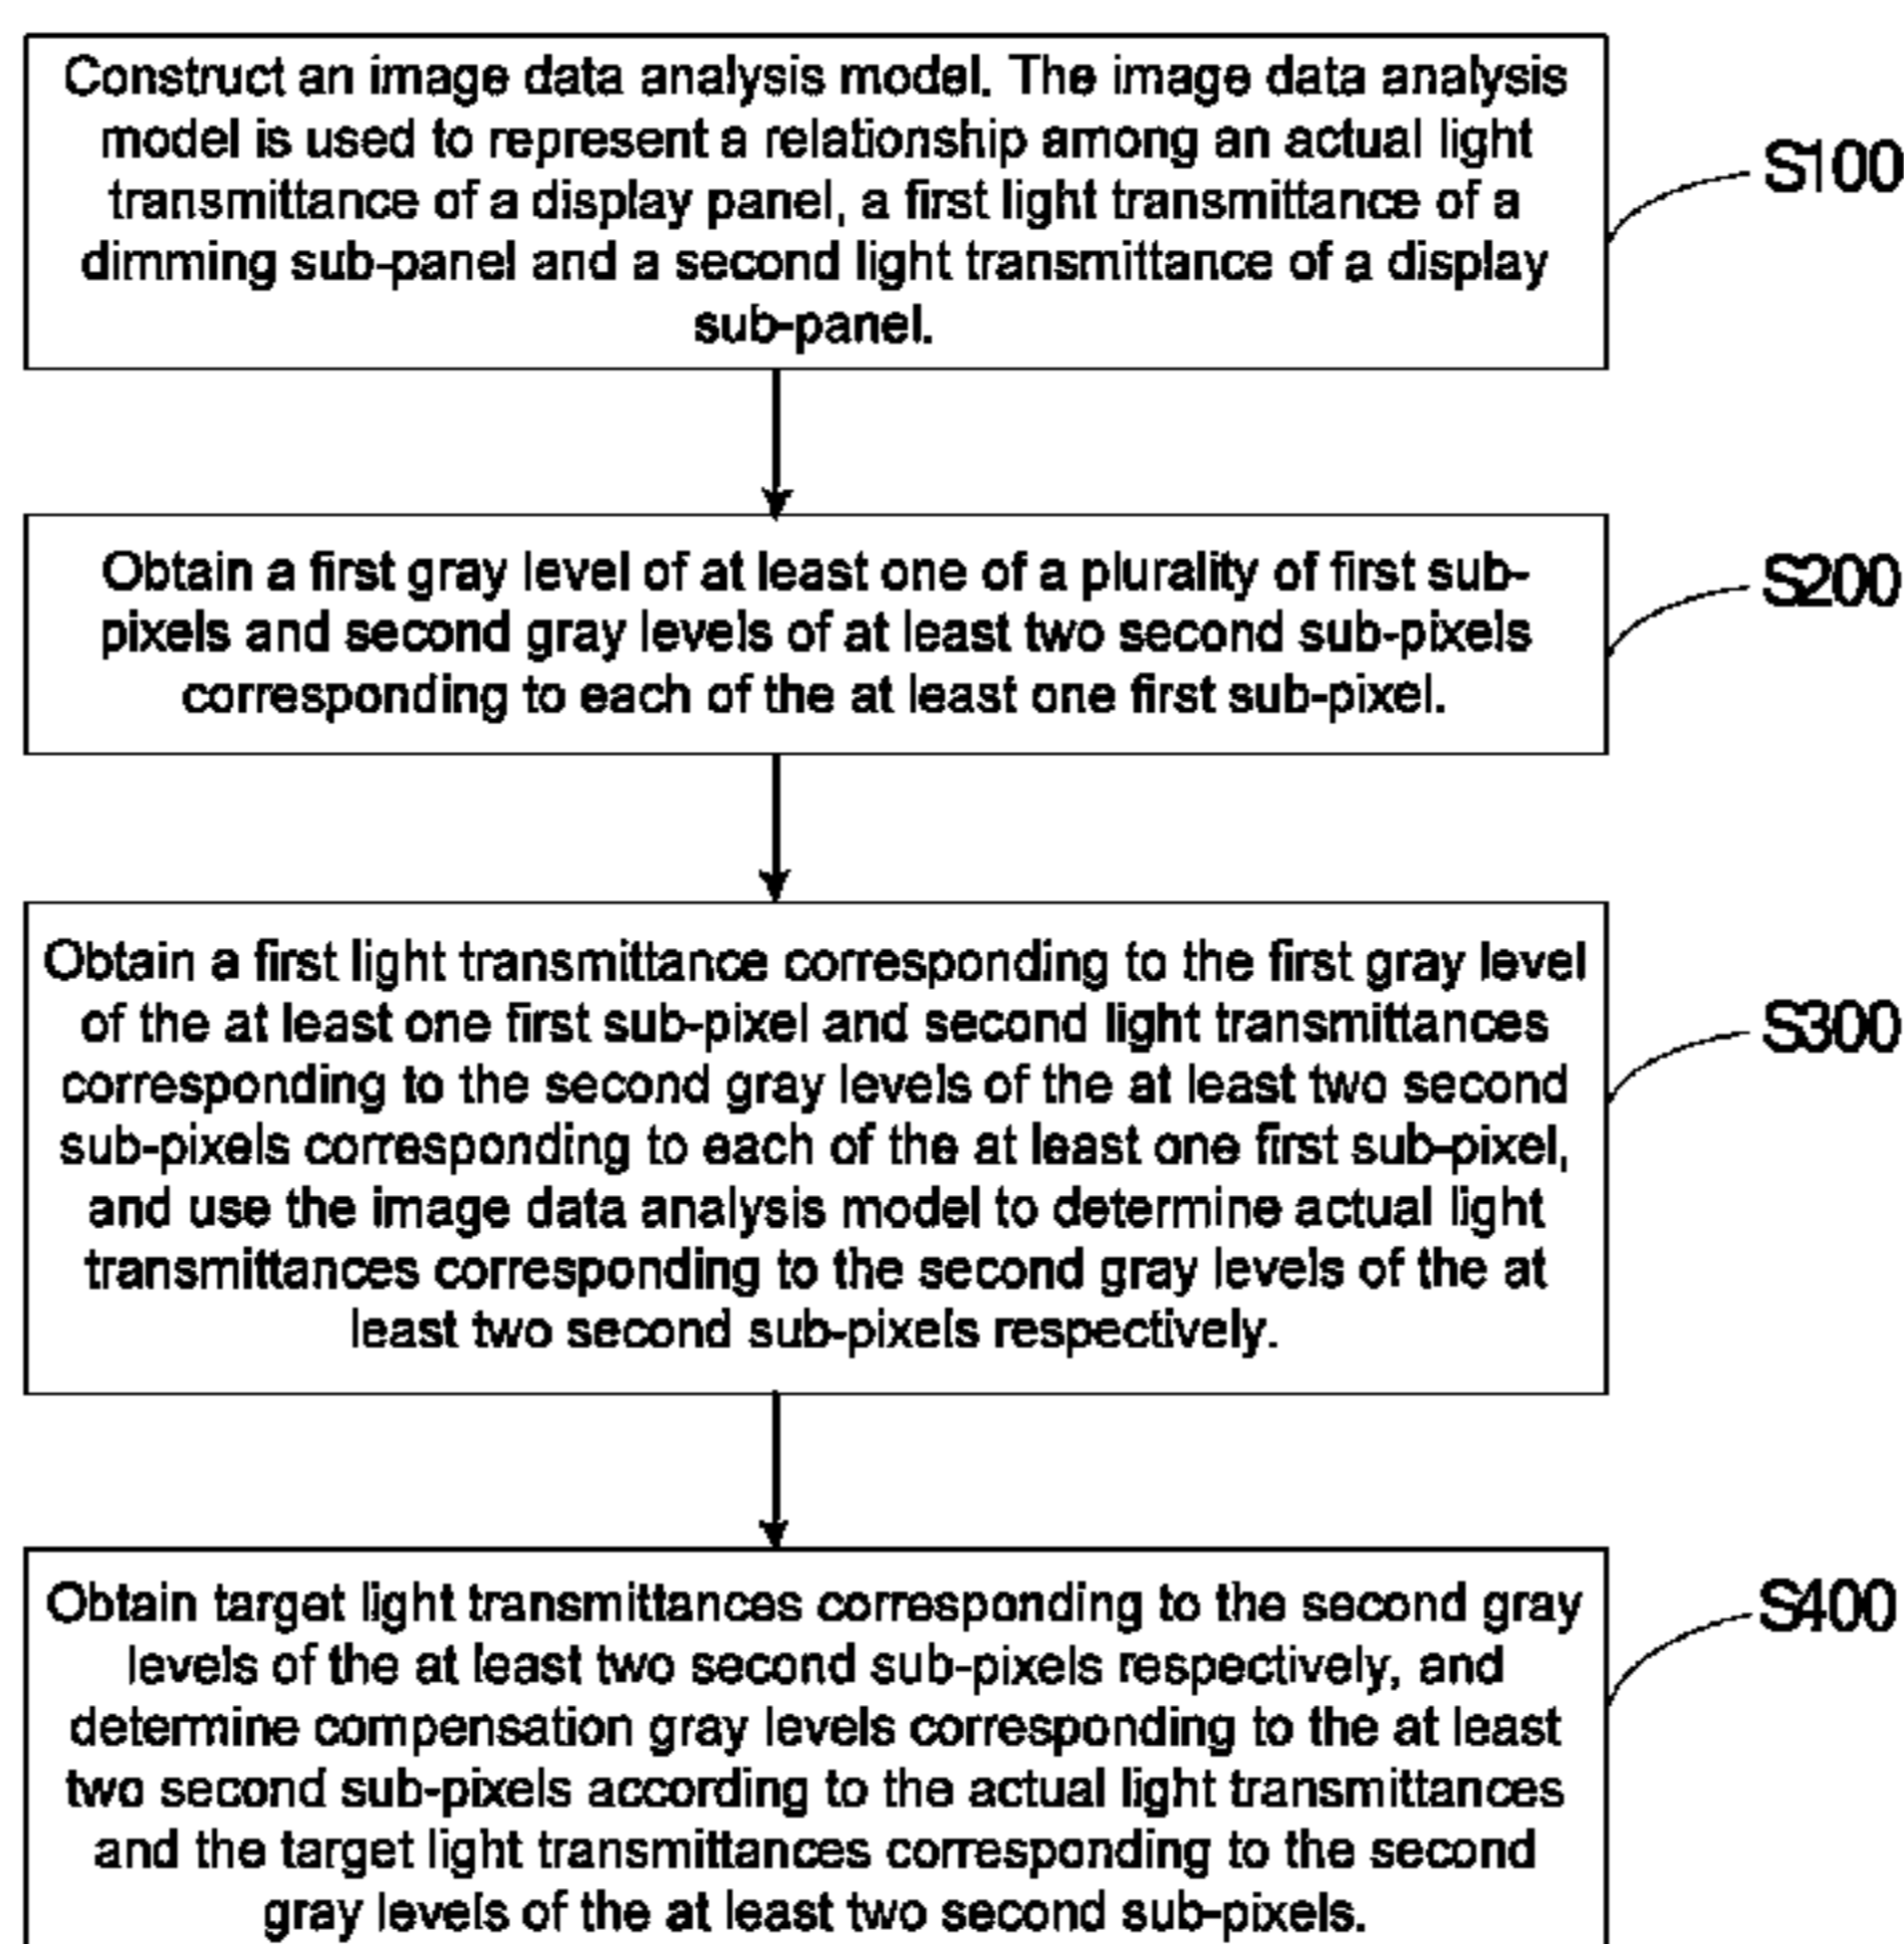 Construct an image data analysis model. The image data analysis
model is used to represent a relationship among an actual light
transmittance of a display panel, a first light transmittance of a
dimming sub-panel and a second light transmittance of a display
sub-panel.
S100
Obtain a first gray level of at least one of a plurality of first sub-
pixels and second gray levels of at least two second sub-pixels
corresponding to each of the at least one first sub-pixel.
S200
Obtain a first light transmittance corresponding to the first gray level
of the at least one first sub-pixel and second light transmittances
corresponding to the second gray levels of the at least two second
sub-pixels corresponding to each of the at least one first sub-pixel,
and use the image data analysis model to determine actual light
transmittances corresponding to the second gray levels of the at
least two second sub-pixels respectively.
S300
Obtain target light transmittances corresponding to the second gray
levels of the at least two second sub-pixels respectively, and
determine compensation gray levels corresponding to the at least
two second sub-pixels according to the actual light transmittances
and the target light transmittances corresponding to the second
gray levels of the at least two second sub-pixels.
S400